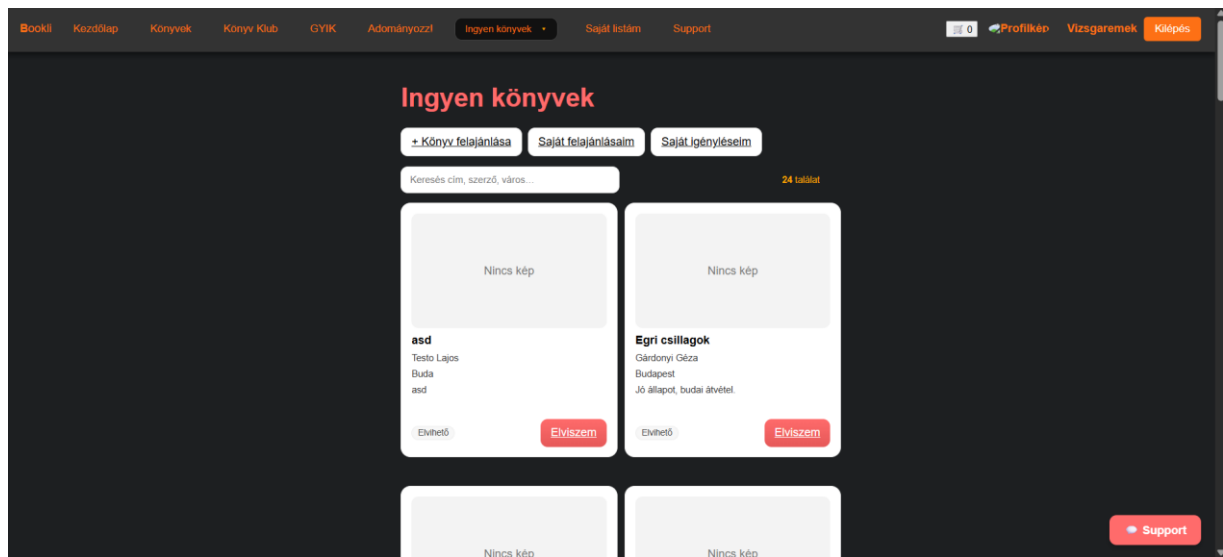 Bookli Kezdőlap Könyvek Könyv Klub GYIK Adományozz! Ingyen könyvek Saját listám Support 0 Profilkép Vizsgaremek Kilépés
Ingyen könyvek
+ Könyv felajánlása Saját felajánlásaim Saját igényléseim
Keresés cím, szerző, város... 24 találat
Nincs kép Nincs kép
asd Egri csillagok
Testo Lajos Gárdonyi Géza
Buda Budapest
asd Jó állapot, budai átvétel.
Elvihető Elviszem Elvihető Elviszem
Support
Nincs kép Nincs kép